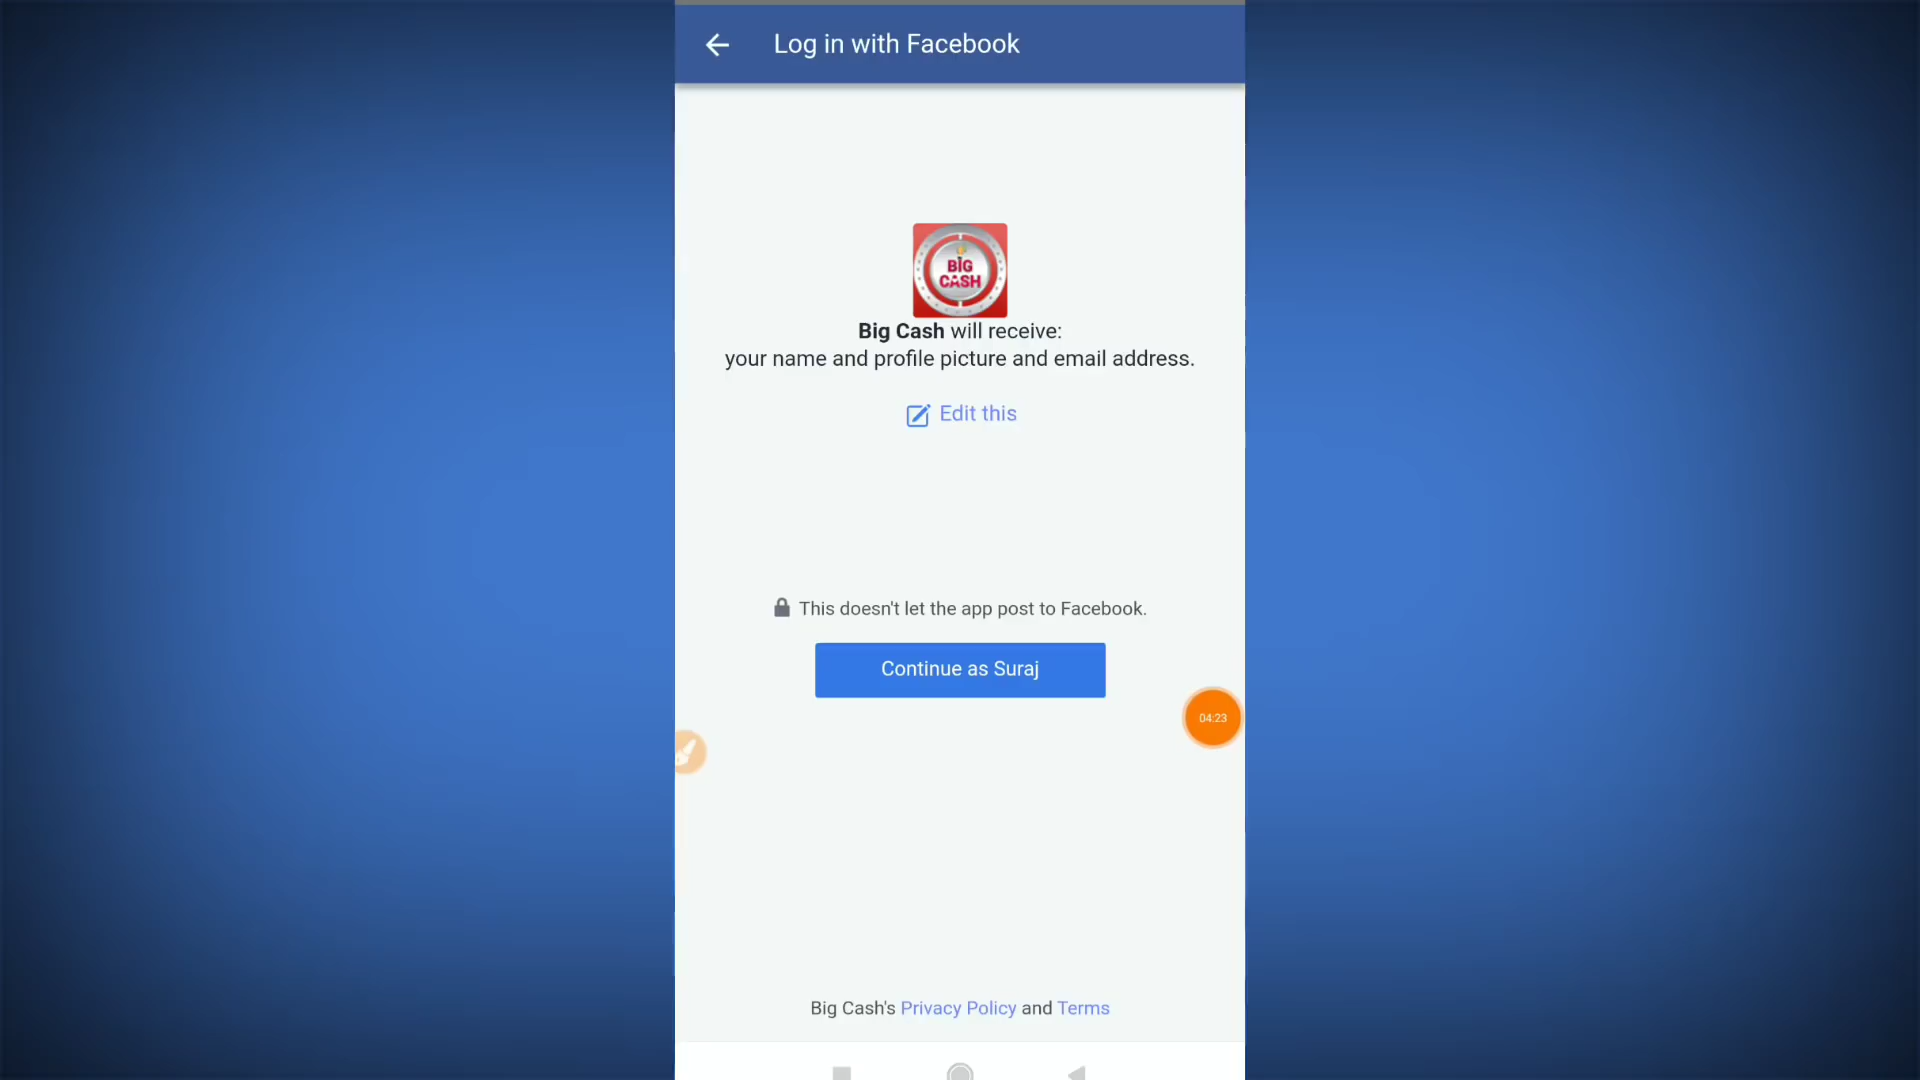 Log in with Facebook
BIG
CASH
Big Cash will receive:
your name and profile picture and email address.
Edit this
This doesn't let the app post to Facebook.
Continue as Suraj
04:23
Big Cash's Privacy Policy and Terms